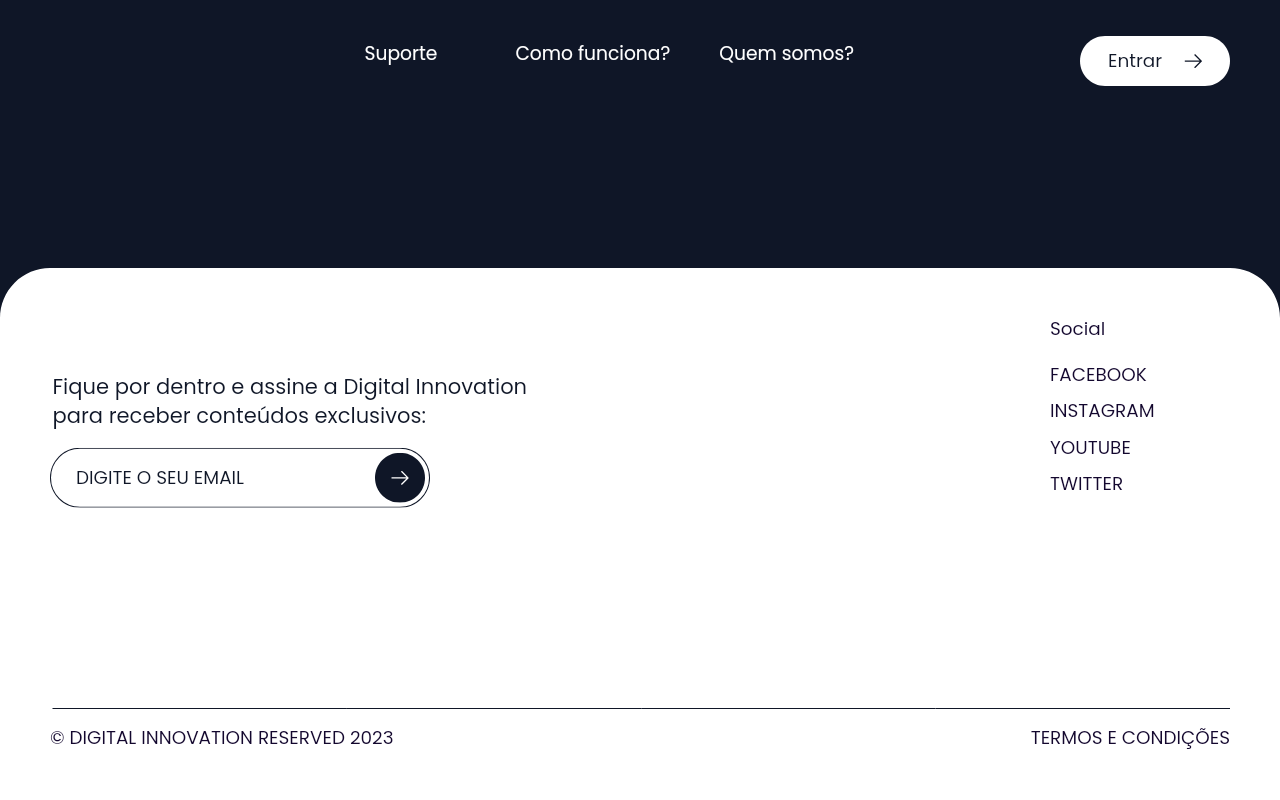 Suporte
Como funciona?
Quem somos?
Entrar
Social
FACEBOOK
INSTAGRAM
YOUTUBE
TWITTER
Fique por dentro e assine a Digital Innovation
para receber conteúdos exclusivos:
DIGITE O SEU EMAIL
© DIGITAL INNOVATION RESERVED 2023
TERMOS E CONDIÇÕES